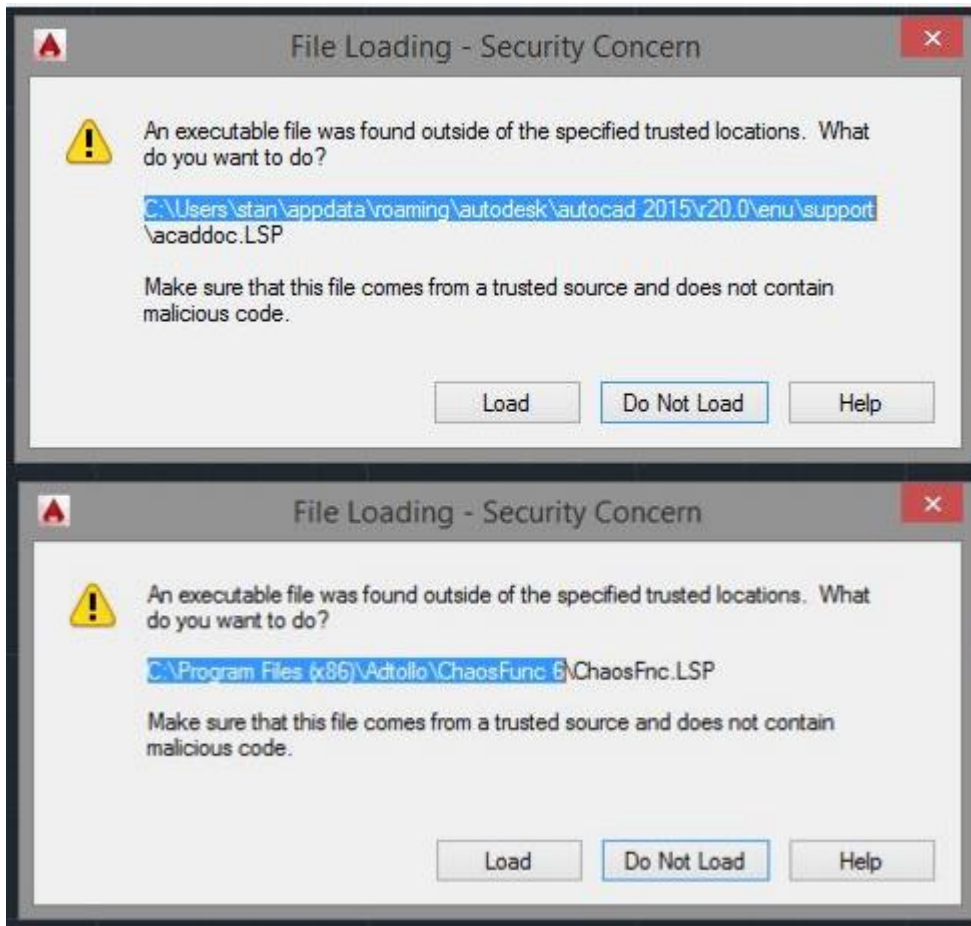 File Loading - Security Concern
An executable file was found outside of the specified trusted locations.  What
do you want to do?
C:\Users\stan\appdata\roaming\autodesk\autocad 2015\r20.0\enu\support
\acaddoc.LSP
Make sure that this file comes from a trusted source and does not contain
malicious code.
Load
Do Not Load
Help
File Loading - Security Concern
An executable file was found outside of the specified trusted locations.  What
do you want to do?
C:\Program Files (x86)\Adtollo\ChaosFunc 6\ChaosFnc.LSP
Make sure that this file comes from a trusted source and does not contain
malicious code.
Load
Do Not Load
Help